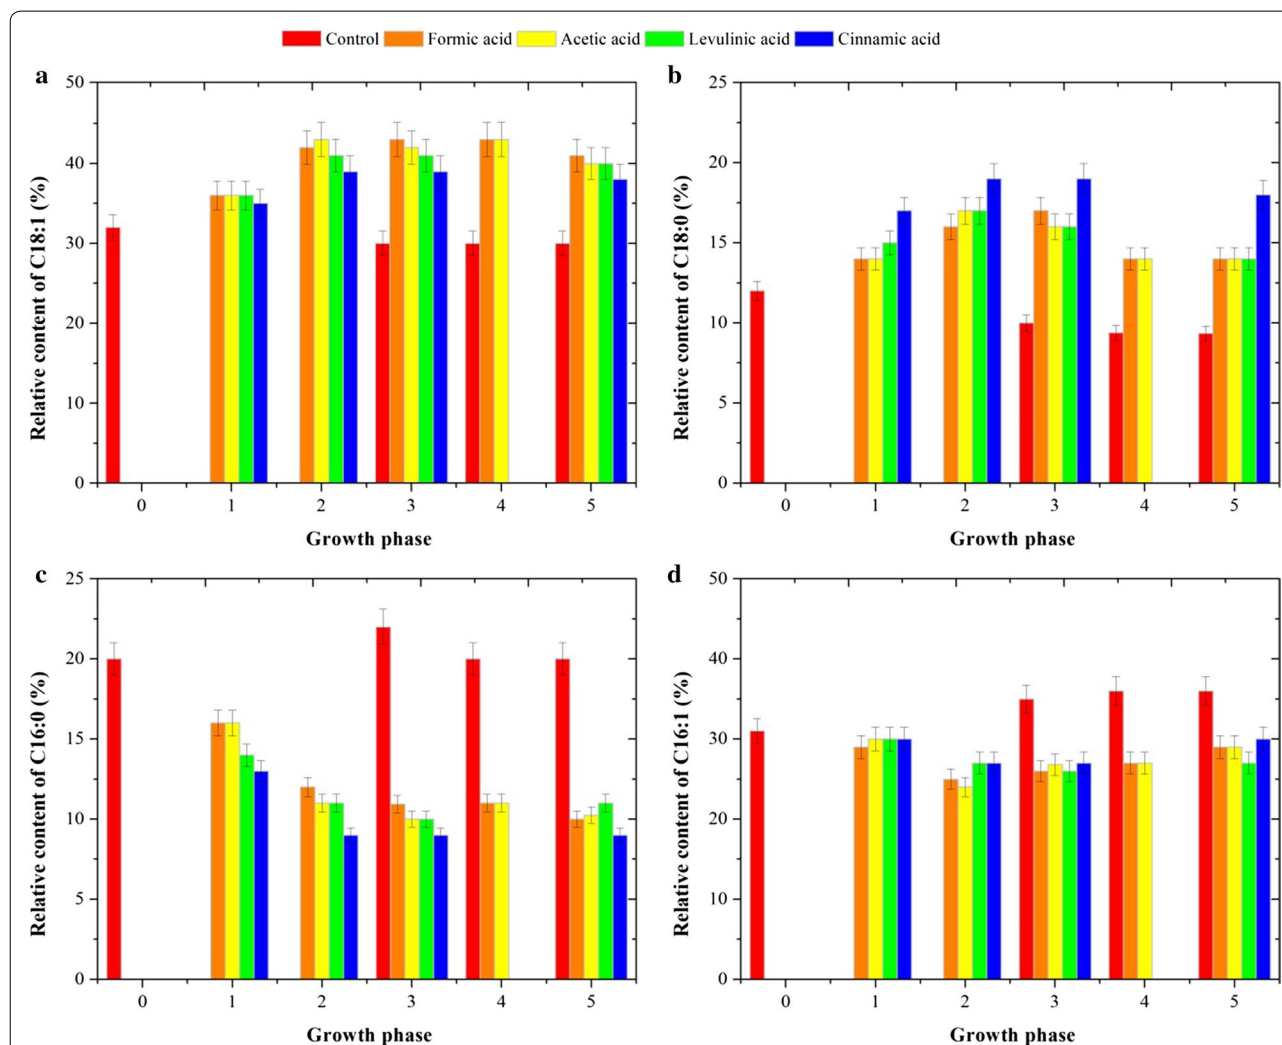 Control Formic acid Acetic acid Levulinic acid Cinnamic acid
a
50
40
30
20
10
0
Relative content of C18:1 (%)
0 1 2 3 4 5
Growth phase
b
25
20
15
10
5
0
Relative content of C18:0 (%)
0 1 2 3 4 5
Growth phase
c
25
20
15
10
5
0
Relative content of C16:0 (%)
0 1 2 3 4 5
Growth phase
d
50
40
30
20
10
0
Relative content of C16:1 (%)
0 1 2 3 4 5
Growth phase